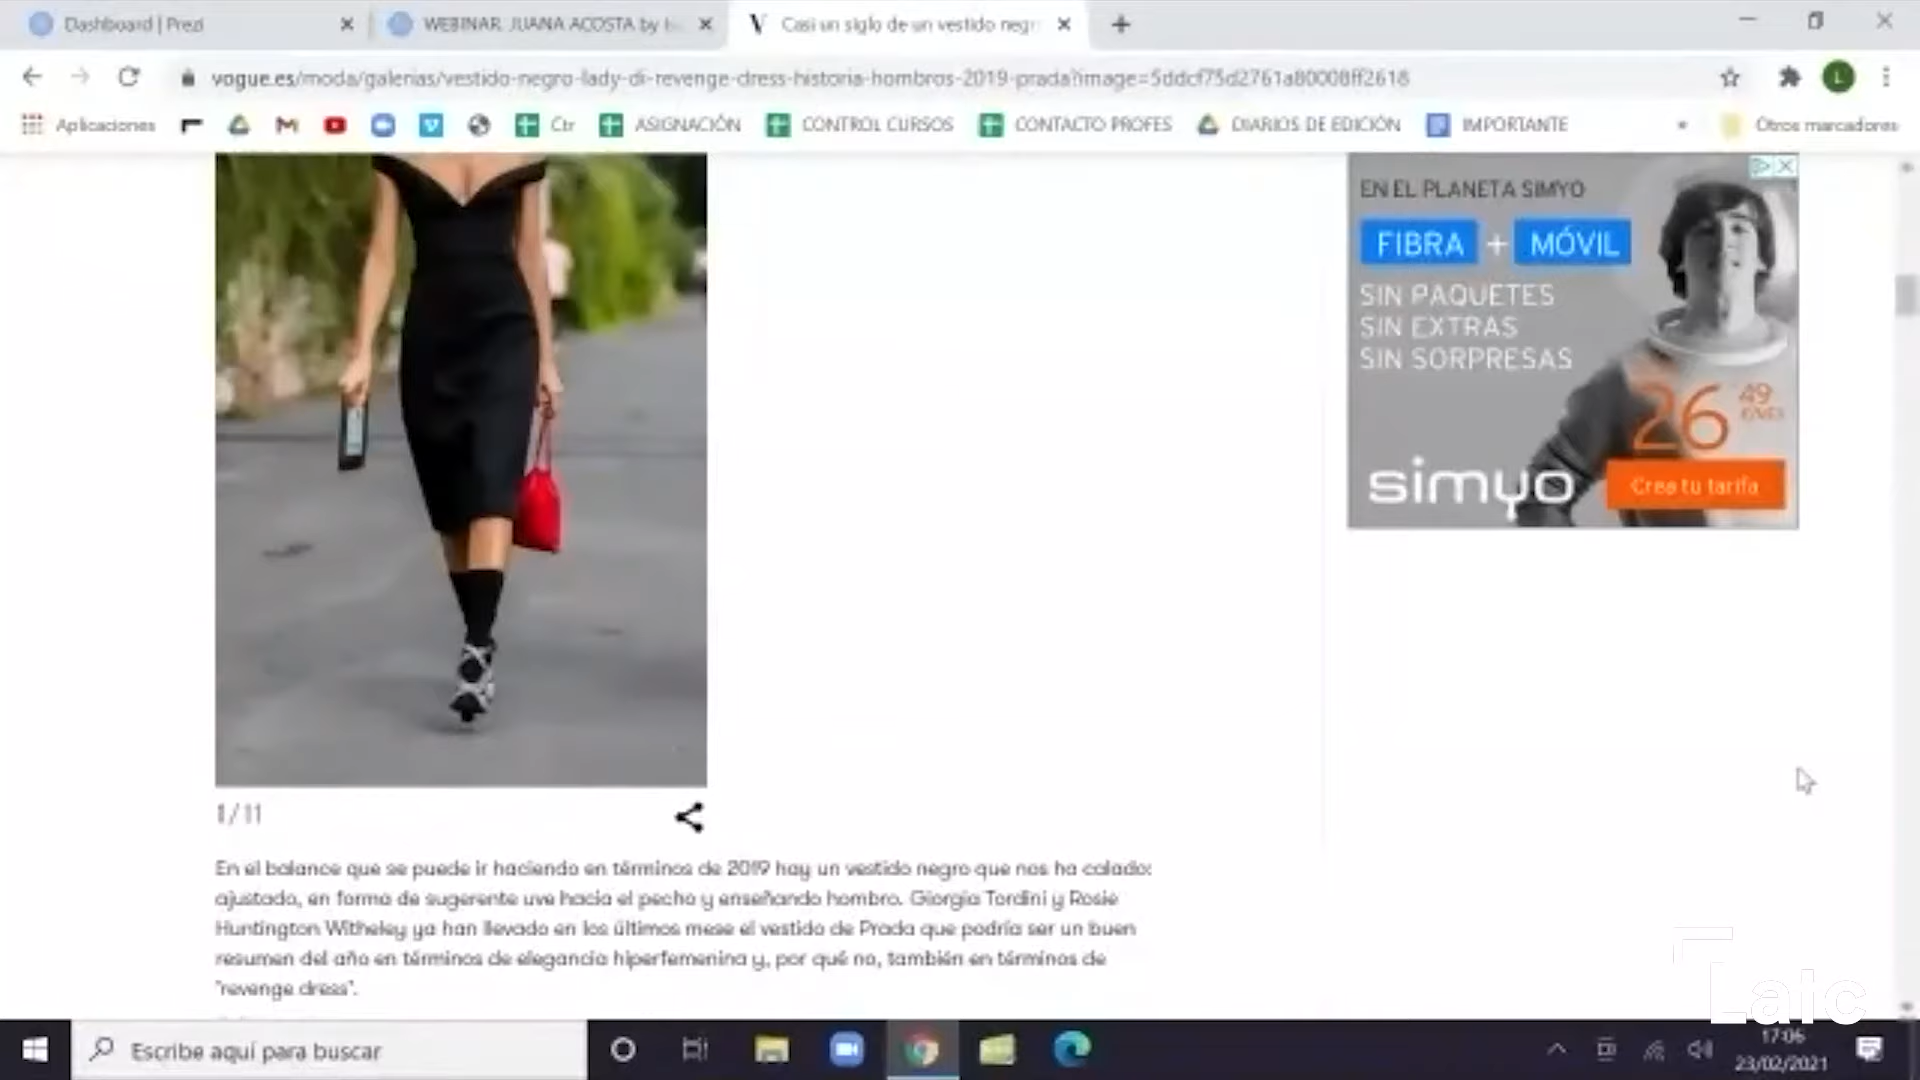 Dashboard | Prezi
WEBINAR. JUANA ACOSTA by
Casi un siglo de un vestido negr
vogue.es/moda/galerias/vestido-negro-lady-di-revenge-dress-historia-hombros-2019-prada?image=5ddcf75d2761a80008ff2618
Aplicaciones
Ctr
ASIGNACIÓN
CONTROL CURSOS
CONTACTO PROFES
DIARIOS DE EDICIÓN
IMPORTANTE
Otros marcadores
EN EL PLANETA SIMYO
FIBRA + MÓVIL
SIN PAQUETES
SIN EXTRAS
SIN SORPRESAS
26 49
€/MES
simyo
Crea tu tarifa
1 / 11
En el balance que se puede ir haciendo en términos de 2019 hay un vestido negro que nos ha calado:
ajustado, en forma de sugerente uve hacia el pecho y enseñando hombro. Giorgia Tordini y Rosie
Huntington Witheley ya han llevado en los últimos mese el vestido de Prada que podría ser un buen
resumen del año en términos de elegancia hiperfemenina y, por qué no, también en términos de
"revenge dress".
Laic
Escribe aquí para buscar
17:06
23/02/2021